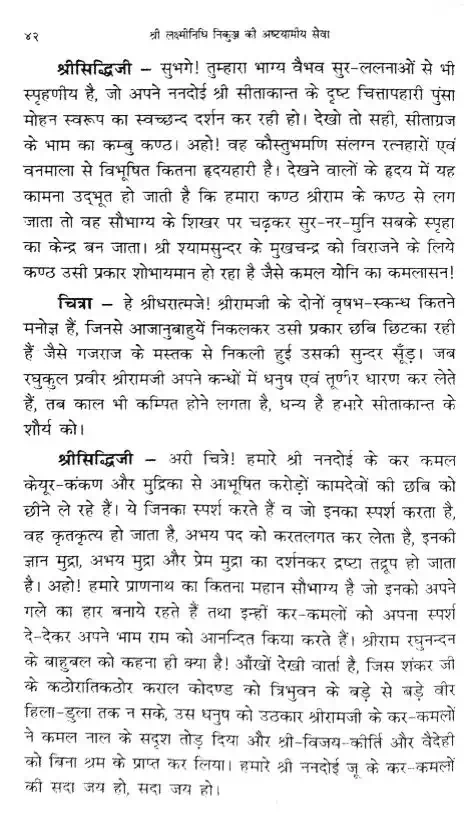 ४२ श्री लक्ष्मीनिधि निकुञ्ज की अष्टयामीय सेवा
श्रीसिद्धिजी – सुभगे! तुम्हारा भाग्य वैभव सुर-ललनाओं से भी
स्पृहणीय है, जो अपने ननदोई श्री सीताकान्त के दृष्ट चित्तापहारी पुंसा
मोहन स्वरूप का स्वच्छन्द दर्शन कर रही हो। देखो तो सही, सीताग्रज
के भाम का कम्बु कण्ठ। अहो! वह कौस्तुभमणि संलग्न रत्नहारों एवं
वनमाला से विभूषित कितना हृदयहारी है। देखने वालों के हृदय में यह
कामना उद्भूत हो जाती है कि हमारा कण्ठ श्रीराम के कण्ठ से लग
जाता तो वह सौभाग्य के शिखर पर चढ़कर सुर-नर-मुनि सबके स्पृहा
का केन्द्र बन जाता। श्री श्यामसुन्दर के मुखचन्द्र को विराजने के लिये
कण्ठ उसी प्रकार शोभायमान हो रहा है जैसे कमल योनि का कमलासन!
चित्रा – हे श्रीधरात्मजे! श्रीरामजी के दोनों वृषभ-स्कन्ध कितने
मनोज्ञ हैं, जिनसे आजानुबाहुयें निकलकर उसी प्रकार छबि छिटका रही
हैं जैसे गजराज के मस्तक से निकली हुई उसकी सुन्दर सूँड़। जब
रघुकुल प्रवीर श्रीरामजी अपने कन्धों में धनुष एवं तूणीर धारण कर लेते
हैं, तब काल भी कम्पित होने लगता है, धन्य है हमारे सीताकान्त के
शौर्य को।
श्रीसिद्धिजी – अरी चित्रे! हमारे श्री ननदोई के कर कमल
केयूर-कंकण और मुद्रिका से आभूषित करोड़ों कामदेवों की छबि को
छीने ले रहे हैं। ये जिनका स्पर्श करते हैं व जो इनका स्पर्श करता है,
वह कृतकृत्य हो जाता है, अभय पद को करतलगत कर लेता है, इनकी
ज्ञान मुद्रा, अभय मुद्रा और प्रेम मुद्रा का दर्शनकर द्रष्टा तद्रूप हो जाता
है। अहो! हमारे प्राणनाथ का कितना महान सौभाग्य है जो इनको अपने
गले का हार बनाये रहते हैं तथा इन्हीं कर-कमलों को अपना स्पर्श
दे-देकर अपने भाम राम को आनन्दित किया करते हैं। श्रीराम रघुनन्दन
के बाहुबल को कहना ही क्या है! आँखों देखी वार्ता है, जिस शंकर जी
के कठोरातिकठोर कराल कोदण्ड को त्रिभुवन के बड़े से बड़े वीर
हिला-डुला तक न सके, उस धनुष को उठकार श्रीरामजी के कर-कमलों
ने कमल नाल के सदृश तोड़ दिया और श्री-विजय-कीर्ति और वैदेही
को बिना श्रम के प्राप्त कर लिया। हमारे श्री ननदोई जू के कर-कमलों
की सदा जय हो, सदा जय हो।